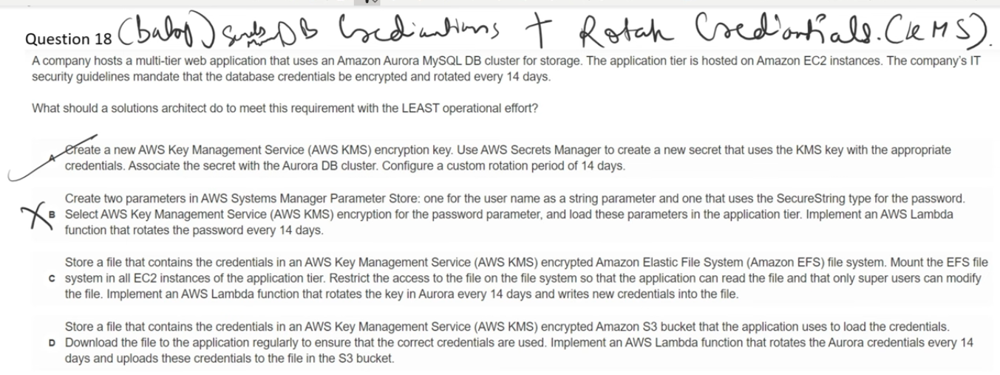 Question 18 DB Crediantians + Rotate Crediantials. (KMS).
A company hosts a multi-tier web application that uses an Amazon Aurora MySQL DB cluster for storage. The application tier is hosted on Amazon EC2 instances. The company's IT
security guidelines mandate that the database credentials be encrypted and rotated every 14 days.
What should a solutions architect do to meet this requirement with the LEAST operational effort?
A Create a new AWS Key Management Service (AWS KMS) encryption key. Use AWS Secrets Manager to create a new secret that uses the KMS key with the appropriate
credentials. Associate the secret with the Aurora DB cluster. Configure a custom rotation period of 14 days.
Create two parameters in AWS Systems Manager Parameter Store: one for the user name as a string parameter and one that uses the SecureString type for the password.
B Select AWS Key Management Service (AWS KMS) encryption for the password parameter, and load these parameters in the application tier. Implement an AWS Lambda
function that rotates the password every 14 days.
Store a file that contains the credentials in an AWS Key Management Service (AWS KMS) encrypted Amazon Elastic File System (Amazon EFS) file system. Mount the EFS file
C system in all EC2 instances of the application tier. Restrict the access to the file on the file system so that the application can read the file and that only super users can modify
the file. Implement an AWS Lambda function that rotates the key in Aurora every 14 days and writes new credentials into the file.
Store a file that contains the credentials in an AWS Key Management Service (AWS KMS) encrypted Amazon S3 bucket that the application uses to load the credentials.
D Download the file to the application regularly to ensure that the correct credentials are used. Implement an AWS Lambda function that rotates the Aurora credentials every 14
days and uploads these credentials to the file in the S3 bucket.